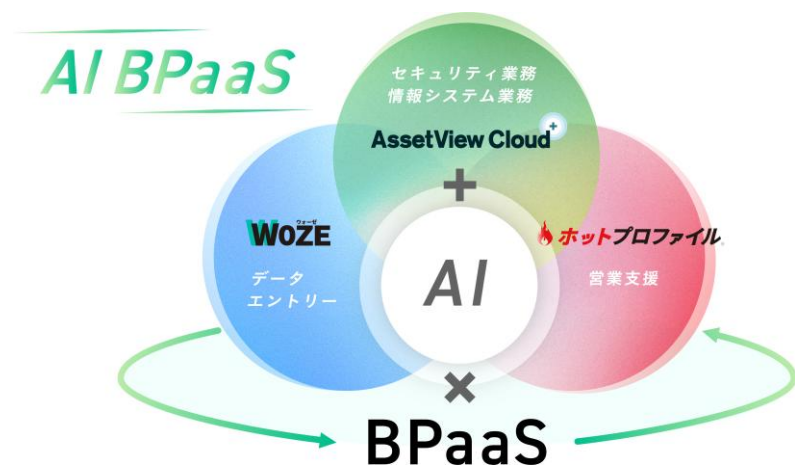 AI BPaaS
セキュリティ業務
情報システム業務
AssetView Cloud +
+
ウォーゼ
WOZE
データ
エントリー
AI
ホットプロファイル
営業支援
×
BPaaS